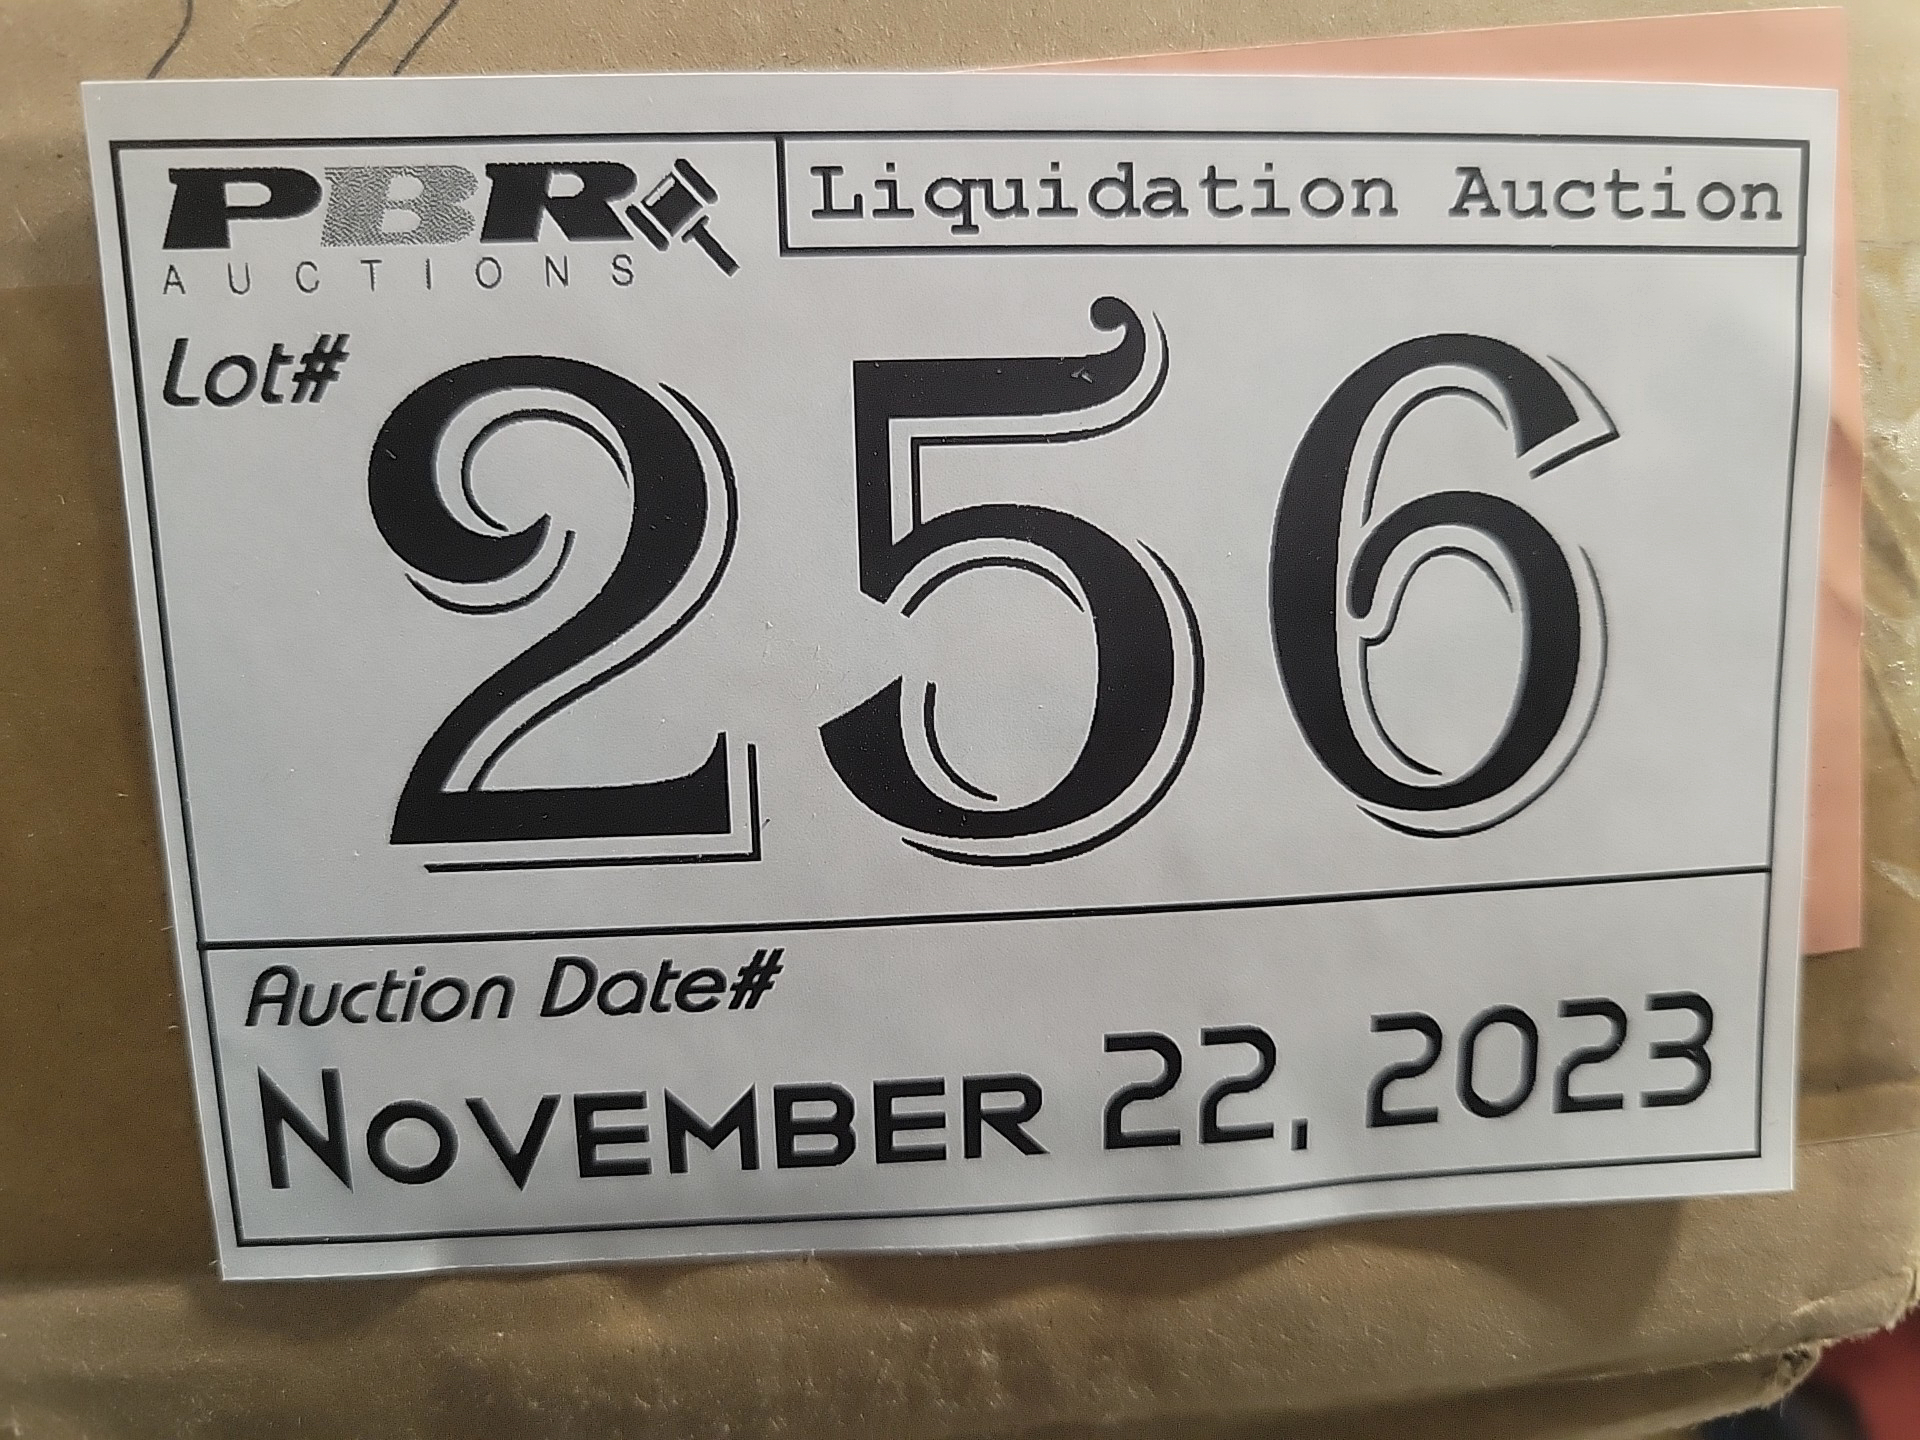 PBR
AUCTIONS
Liquidation Auction
Lot#
256
Auction Date#
NOVEMBER 22, 2023